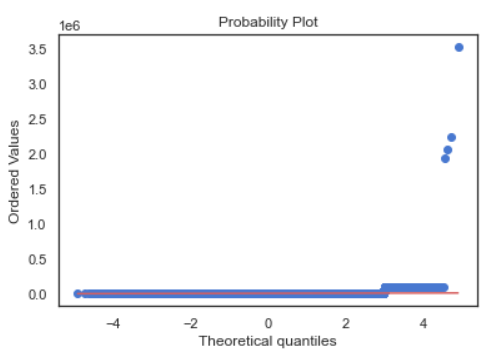 Probability Plot
1e6
3.5
3.0
2.5
2.0
1.5
1.0
0.5
0.0
Ordered Values
−4 −2 0 2 4
Theoretical quantiles